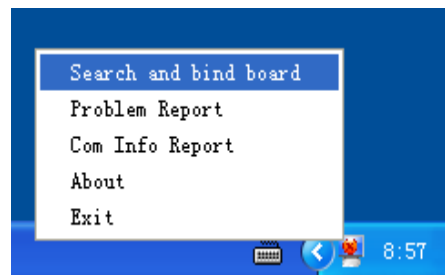 Search and bind board
Problem Report
Com Info Report
About
Exit
8:57